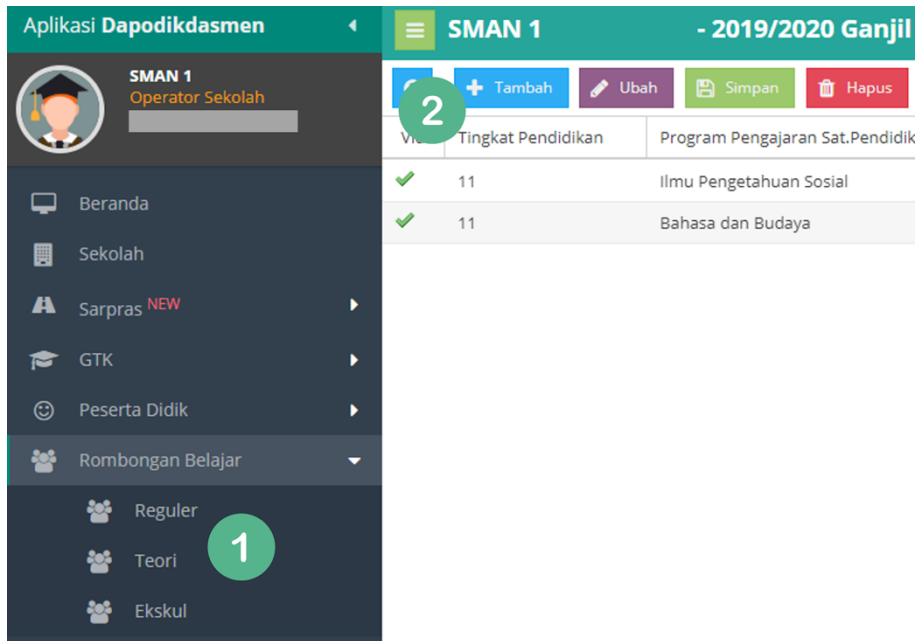 Aplikasi Dapodikdasmen
SMAN 1
Operator Sekolah
Beranda
Sekolah
Sarpras NEW
GTK
Peserta Didik
Rombongan Belajar
Reguler
Teori
Ekskul
1
SMAN 1 - 2019/2020 Ganjil
2
Tambah Ubah Simpan Hapus
Tingkat Pendidikan Program Pengajaran Sat.Pendidik
11 Ilmu Pengetahuan Sosial
11 Bahasa dan Budaya